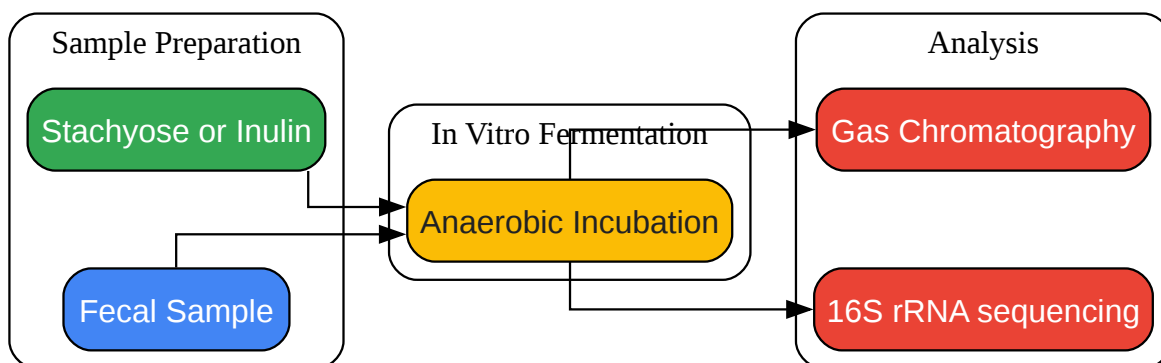 Sample Preparation
Stachyose or Inulin
Fecal Sample
In Vitro Fermentation
Anaerobic Incubation
Analysis
Gas Chromatography
16S rRNA sequencing